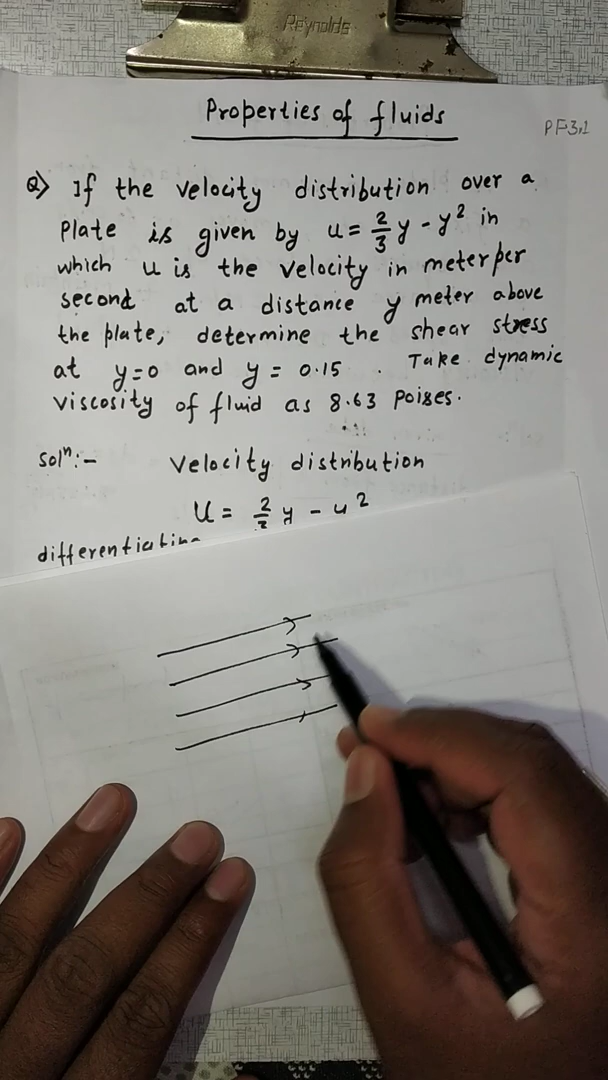 Reynolds
Properties of fluids
PF3.1
Q) If the velocity distribution over a
plate is given by u = 2/3 y - y² in
which u is the velocity in meter per
second at a distance y meter above
the plate, determine the shear stress
at y=0 and y = 0.15 . Take dynamic
viscosity of fluid as 8.63 poises.
Solⁿ:- Velocity distribution
U = 2/3 y - y²
differentiating